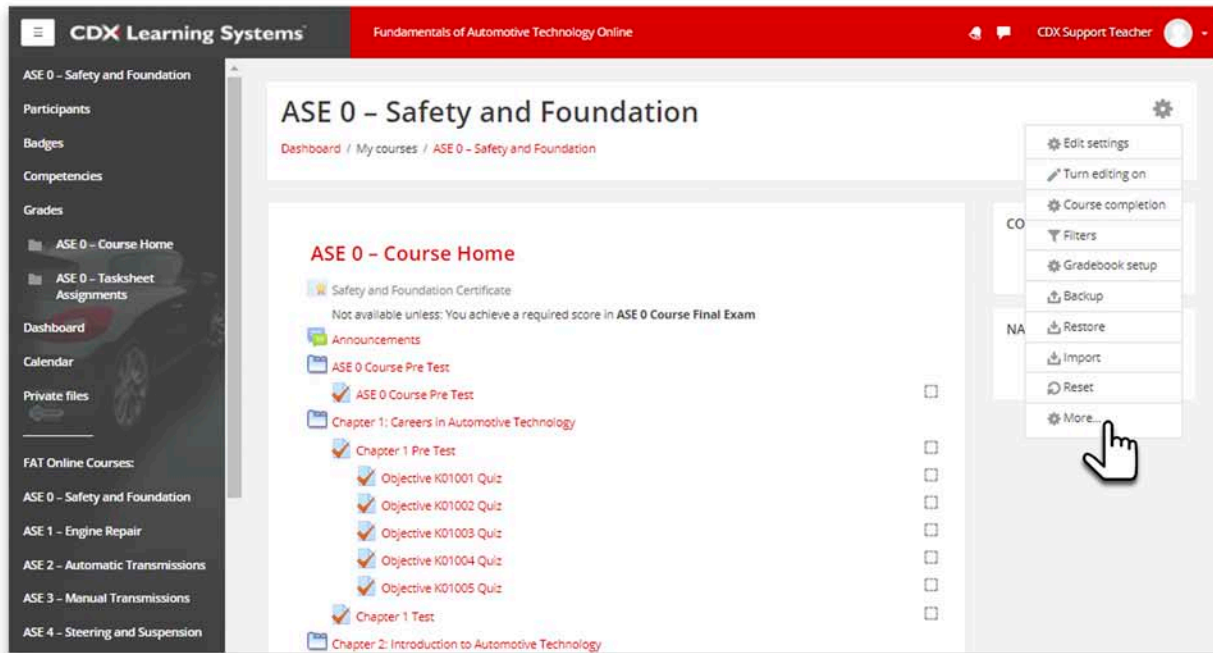 CDX Learning Systems
Fundamentals of Automotive Technology Online
CDX Support Teacher
ASE 0 – Safety and Foundation
Participants
Badges
Competencies
Grades
ASE 0 – Course Home
ASE 0 – Tasksheet
Assignments
Dashboard
Calendar
Private files
FAT Online Courses:
ASE 0 – Safety and Foundation
ASE 1 – Engine Repair
ASE 2 – Automatic Transmissions
ASE 3 – Manual Transmissions
ASE 4 – Steering and Suspension
ASE 0 – Safety and Foundation
Dashboard / My courses / ASE 0 – Safety and Foundation
ASE 0 – Course Home
Safety and Foundation Certificate
Not available unless: You achieve a required score in ASE 0 Course Final Exam
Announcements
ASE 0 Course Pre Test
ASE 0 Course Pre Test
Chapter 1: Careers in Automotive Technology
Chapter 1 Pre Test
Objective K01001 Quiz
Objective K01002 Quiz
Objective K01003 Quiz
Objective K01004 Quiz
Objective K01005 Quiz
Chapter 1 Test
Chapter 2: Introduction to Automotive Technology
CO
NA
Edit settings
Turn editing on
Course completion
Filters
Gradebook setup
Backup
Restore
Import
Reset
More...